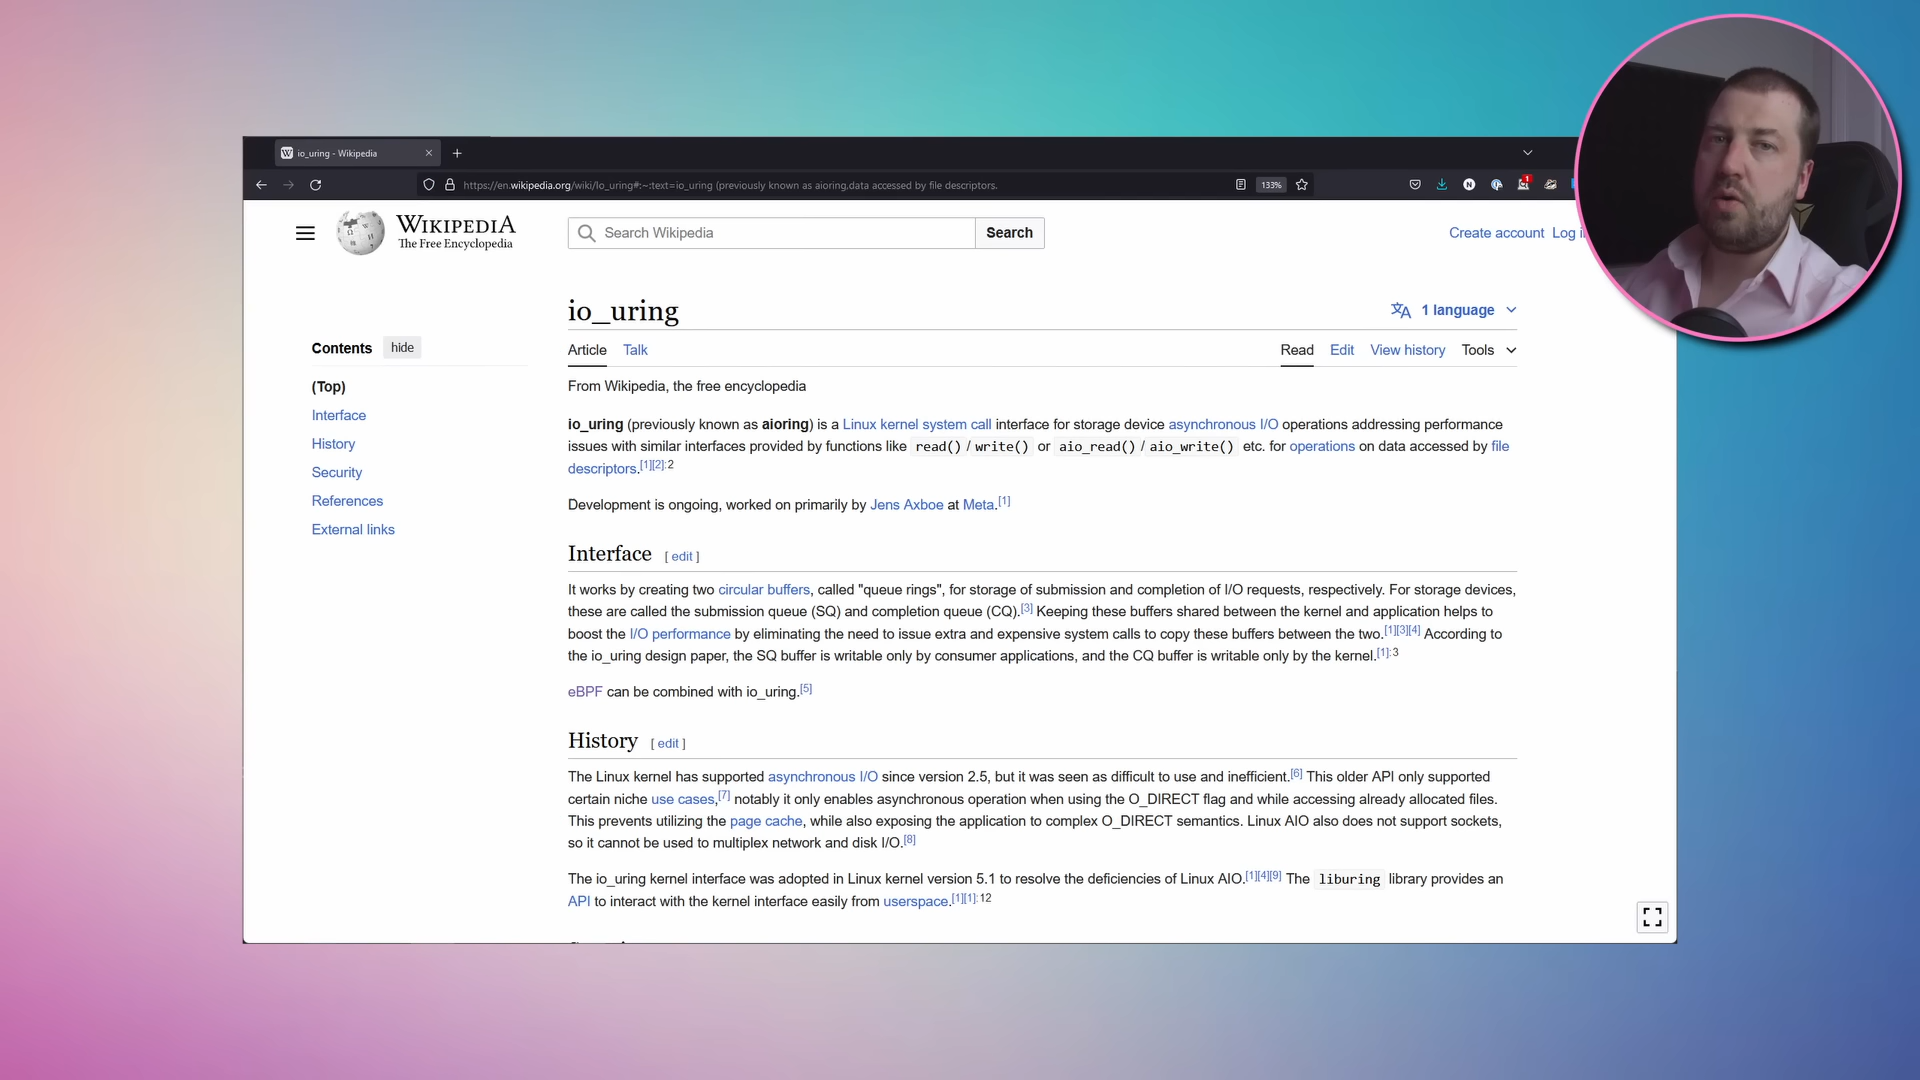 io_uring - Wikipedia
https://en.wikipedia.org/wiki/Io_uring#:~:text=io_uring (previously known as aioring,data accessed by file descriptors.
133%
1
WIKIPEDIA
The Free Encyclopedia
Search Wikipedia
Search
Create account Log i
io_uring
1 language
Contents hide
(Top)
Interface
History
Security
References
External links
Article Talk
Read Edit View history Tools
From Wikipedia, the free encyclopedia
io_uring (previously known as aioring) is a Linux kernel system call interface for storage device asynchronous I/O operations addressing performance
issues with similar interfaces provided by functions like read() / write() or aio_read() / aio_write() etc. for operations on data accessed by file
descriptors.[1][2]:2
Development is ongoing, worked on primarily by Jens Axboe at Meta.[1]
Interface [ edit ]
It works by creating two circular buffers, called "queue rings", for storage of submission and completion of I/O requests, respectively. For storage devices,
these are called the submission queue (SQ) and completion queue (CQ).[3] Keeping these buffers shared between the kernel and application helps to
boost the I/O performance by eliminating the need to issue extra and expensive system calls to copy these buffers between the two.[1][3][4] According to
the io_uring design paper, the SQ buffer is writable only by consumer applications, and the CQ buffer is writable only by the kernel.[1]:3
eBPF can be combined with io_uring.[5]
History [ edit ]
The Linux kernel has supported asynchronous I/O since version 2.5, but it was seen as difficult to use and inefficient.[6] This older API only supported
certain niche use cases,[7] notably it only enables asynchronous operation when using the O_DIRECT flag and while accessing already allocated files.
This prevents utilizing the page cache, while also exposing the application to complex O_DIRECT semantics. Linux AIO also does not support sockets,
so it cannot be used to multiplex network and disk I/O.[8]
The io_uring kernel interface was adopted in Linux kernel version 5.1 to resolve the deficiencies of Linux AIO.[1][4][9] The liburing library provides an
API to interact with the kernel interface easily from userspace.[1][1]:12